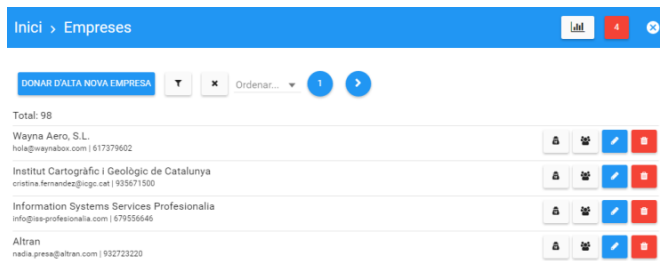 Inici > Empreses
4
DONAR D'ALTA NOVA EMPRESA
Ordenar...
1
Total: 98
Wayna Aero, S.L.
hola@waynabox.com | 617379602
Institut Cartogràfic i Geològic de Catalunya
cristina.fernandez@icgc.cat | 935671500
Information Systems Services Profesionalia
info@iss-profesionalia.com | 679556646
Altran
nadia.presa@altran.com | 932723220